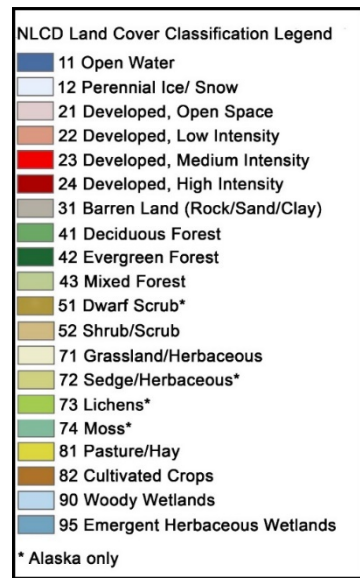 NLCD Land Cover Classification Legend
11 Open Water
12 Perennial Ice/ Snow
21 Developed, Open Space
22 Developed, Low Intensity
23 Developed, Medium Intensity
24 Developed, High Intensity
31 Barren Land (Rock/Sand/Clay)
41 Deciduous Forest
42 Evergreen Forest
43 Mixed Forest
51 Dwarf Scrub*
52 Shrub/Scrub
71 Grassland/Herbaceous
72 Sedge/Herbaceous*
73 Lichens*
74 Moss*
81 Pasture/Hay
82 Cultivated Crops
90 Woody Wetlands
95 Emergent Herbaceous Wetlands
* Alaska only